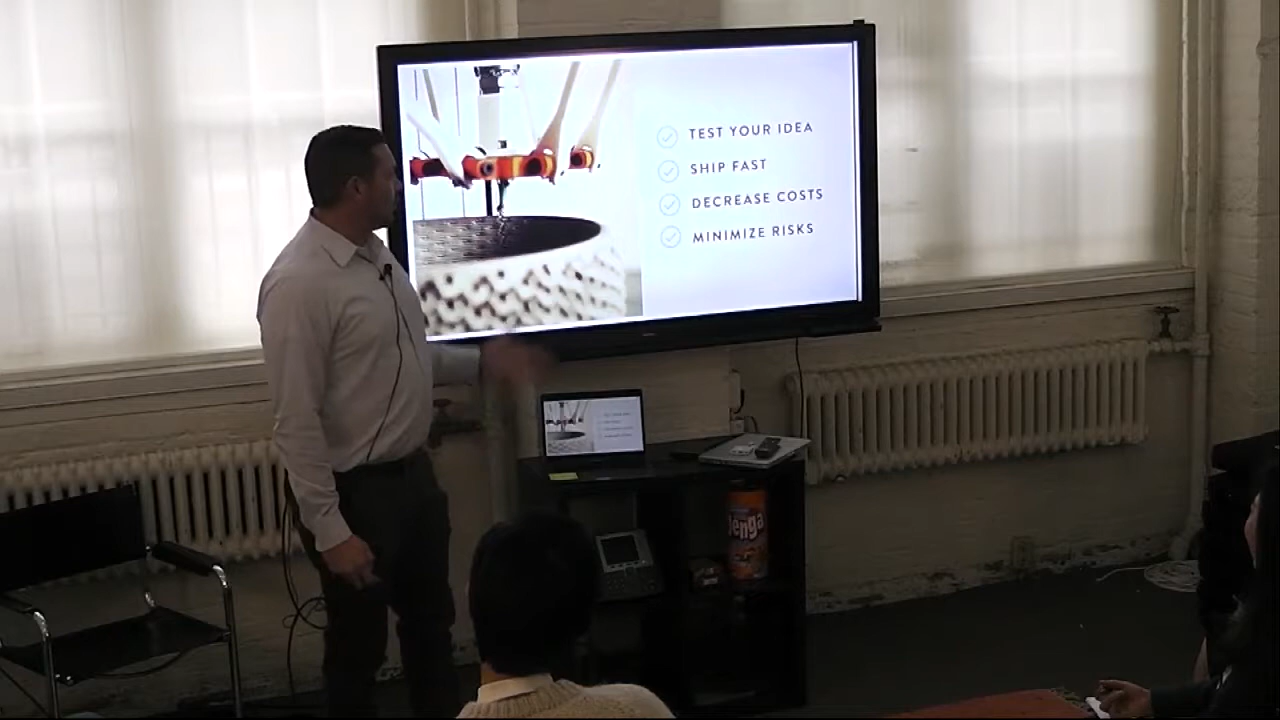 TEST YOUR IDEA
SHIP FAST
DECREASE COSTS
MINIMIZE RISKS
Jenga